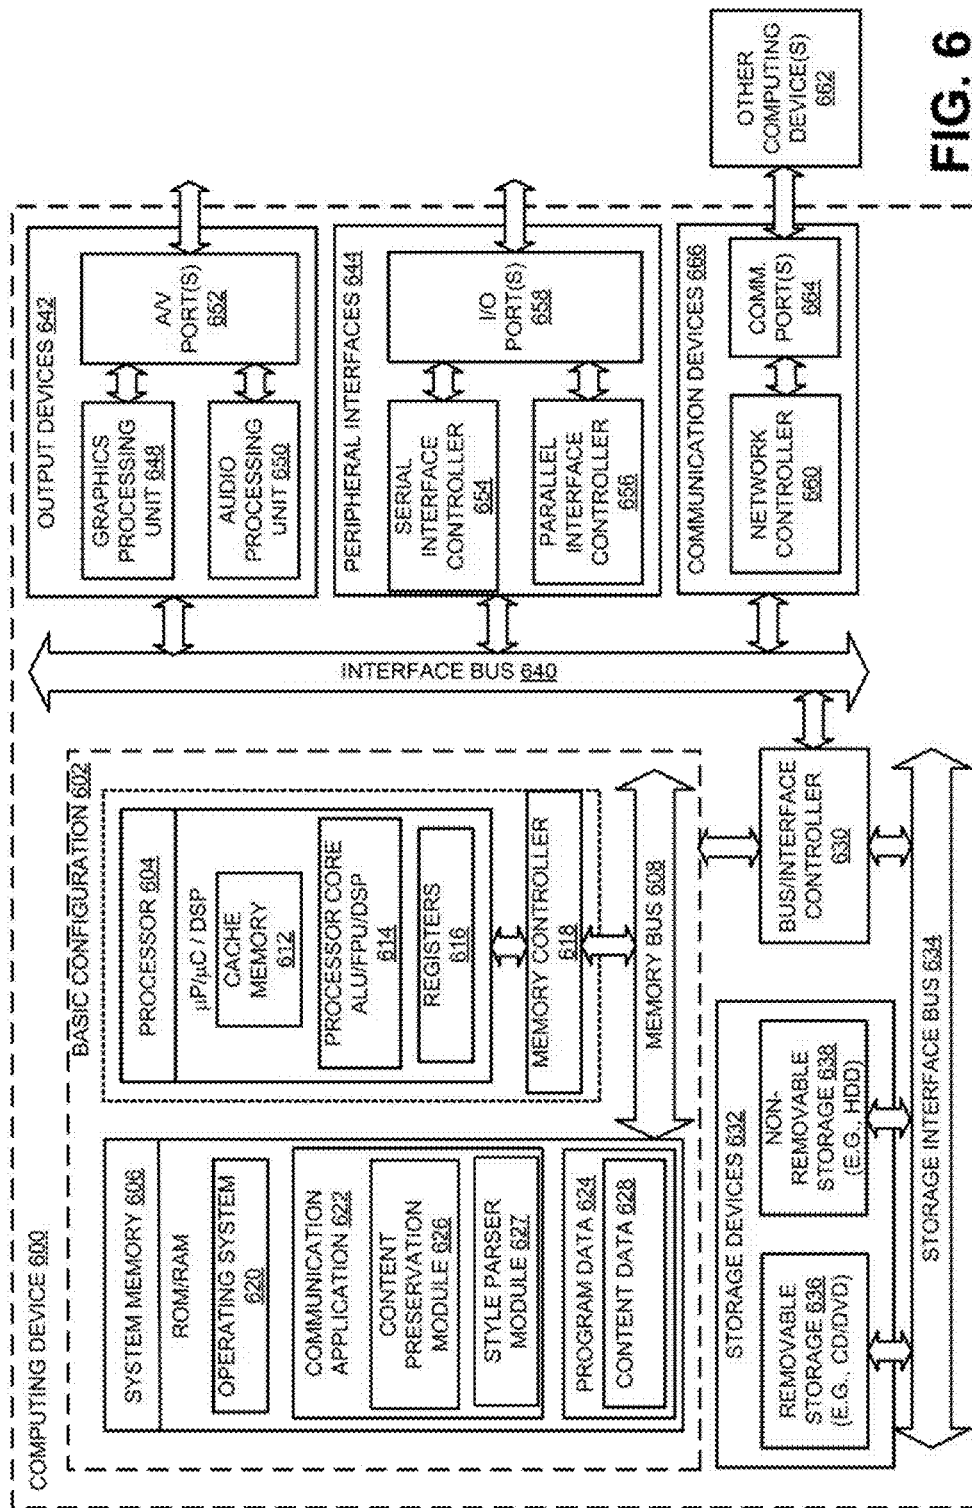 COMPUTING DEVICE 600
BASIC CONFIGURATION 602
SYSTEM MEMORY 606
ROM/RAM
OPERATING SYSTEM
620
COMMUNICATION
APPLICATION 622
CONTENT
PRESERVATION
MODULE 626
STYLE PARSER
MODULE 627
PROGRAM DATA 624
CONTENT DATA 628
PROCESSOR 604
µP/µC / DSP
CACHE
MEMORY
612
PROCESSOR CORE
ALU/FPU/DSP
614
REGISTERS
616
MEMORY CONTROLLER
618
MEMORY BUS 608
STORAGE DEVICES 632
REMOVABLE
STORAGE 636
(E.G., CD/DVD)
NON-
REMOVABLE
STORAGE 638
(E.G., HDD)
BUS/INTERFACE
CONTROLLER
630
STORAGE INTERFACE BUS 634
INTERFACE BUS 640
OUTPUT DEVICES 642
GRAPHICS
PROCESSING
UNIT 648
AUDIO
PROCESSING
UNIT 650
A/V
PORT(S)
652
PERIPHERAL INTERFACES 644
SERIAL
INTERFACE
CONTROLLER
654
PARALLEL
INTERFACE
CONTROLLER
656
I/O
PORT(S)
658
COMMUNICATION DEVICES 666
NETWORK
CONTROLLER
660
COMM.
PORT(S)
664
OTHER
COMPUTING
DEVICE(S)
662
FIG. 6